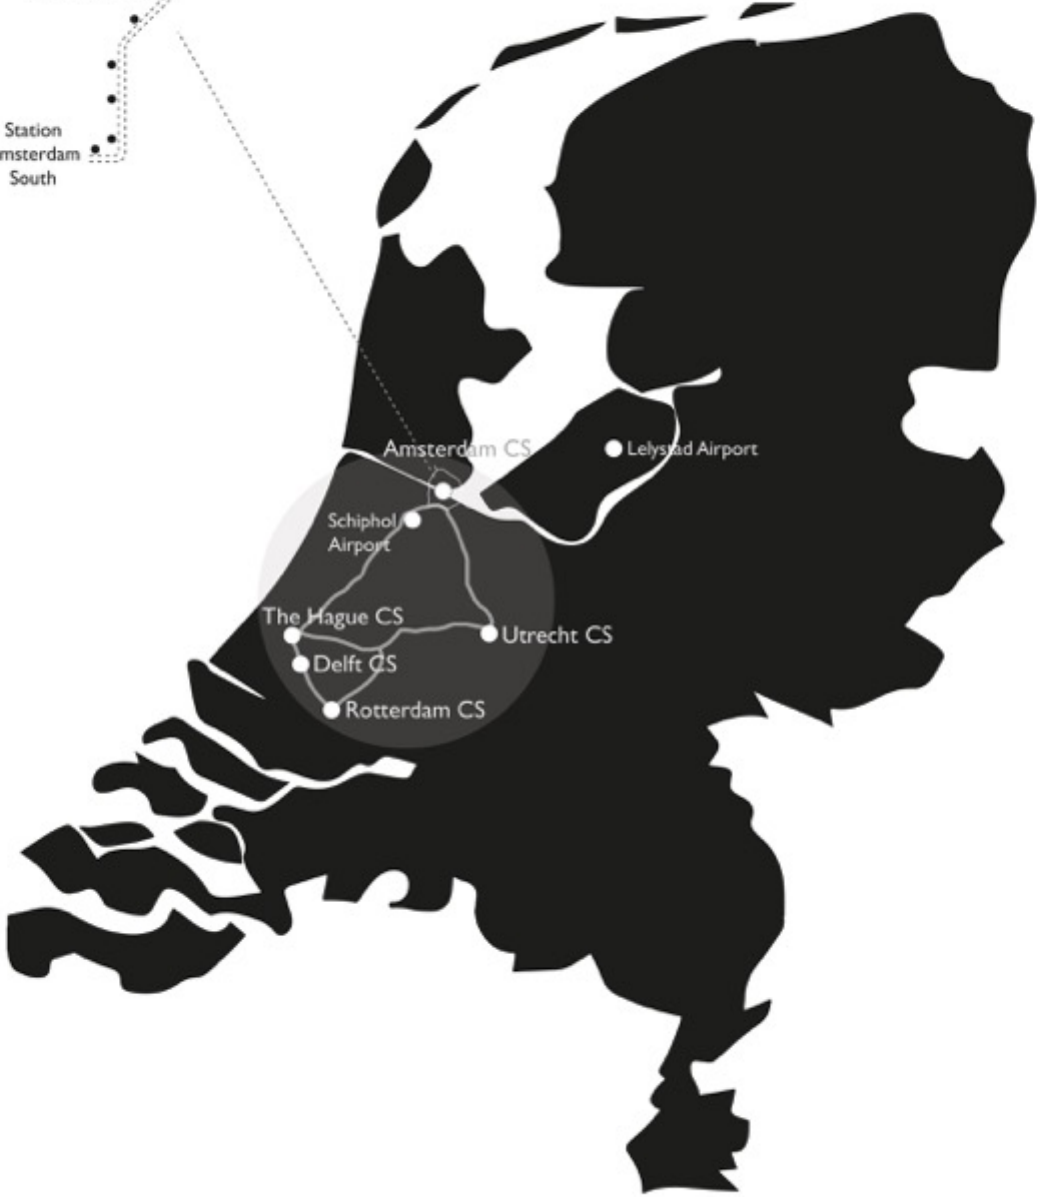 Station
msterdam
South
Amsterdam CS
Lelystad Airport
Schiphol
Airport
The Hague CS
Utrecht CS
Delft CS
Rotterdam CS